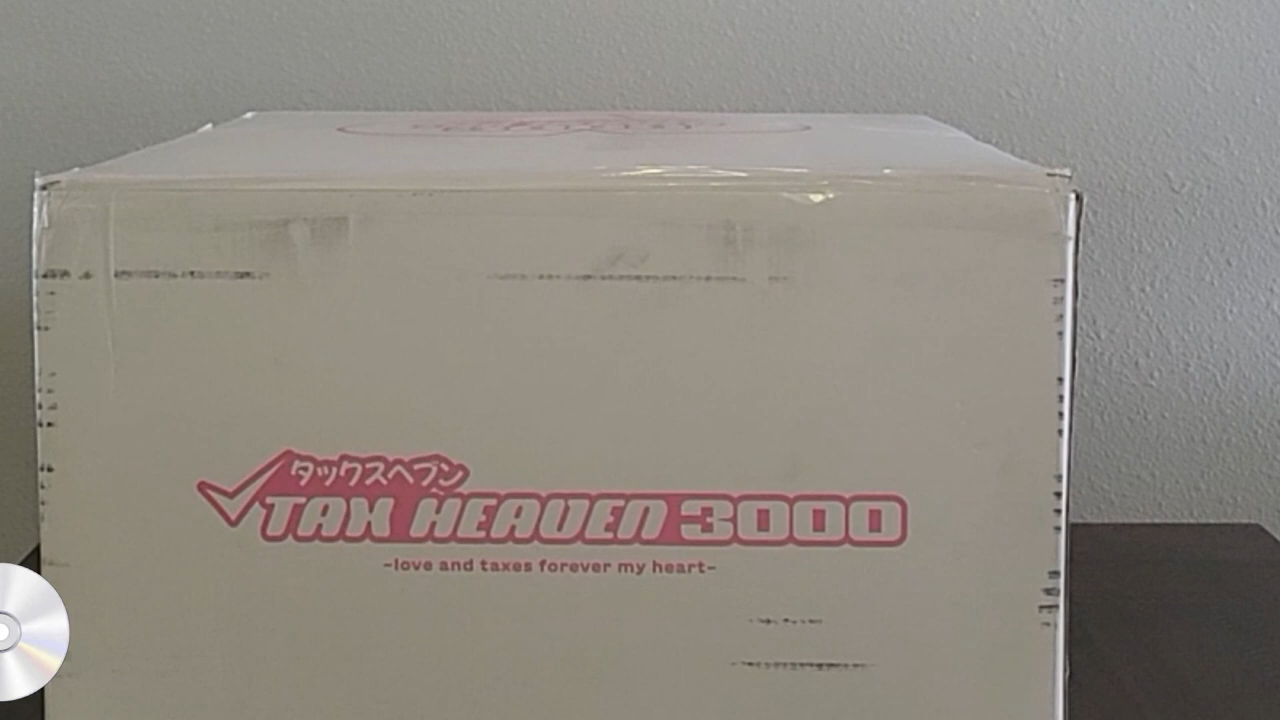 タックスヘブン
TAX HEAVEN 3000
-love and taxes forever my heart-